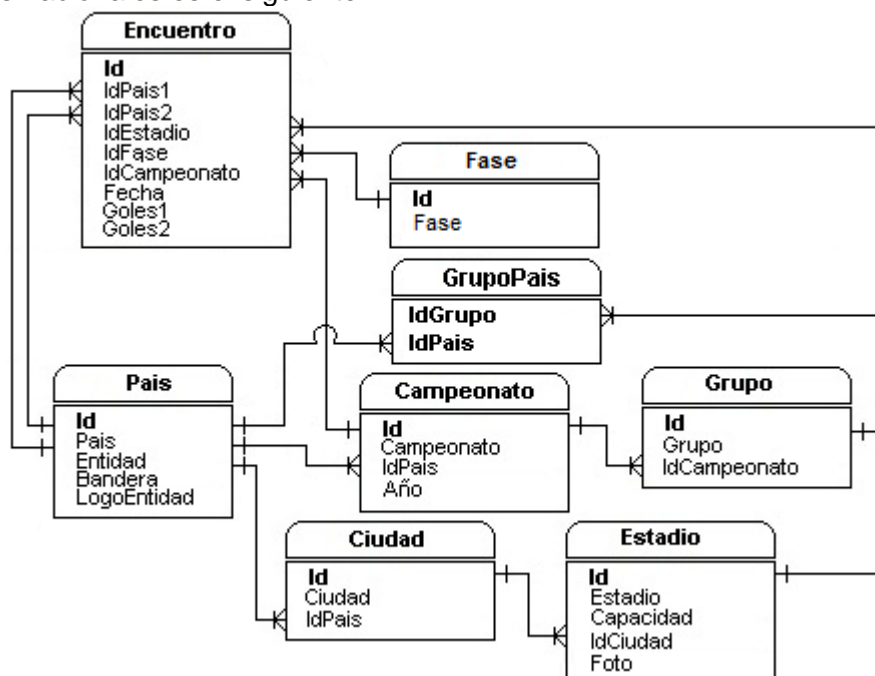 Encuentro
Id
IdPais1
IdPais2
IdEstadio
IdFase
IdCampeonato
Fecha
Goles1
Goles2
Fase
Id
Fase
GrupoPais
IdGrupo
IdPais
Pais
Id
Pais
Entidad
Bandera
LogoEntidad
Campeonato
Id
Campeonato
IdPais
Año
Grupo
Id
Grupo
IdCampeonato
Ciudad
Id
Ciudad
IdPais
Estadio
Id
Estadio
Capacidad
IdCiudad
Foto